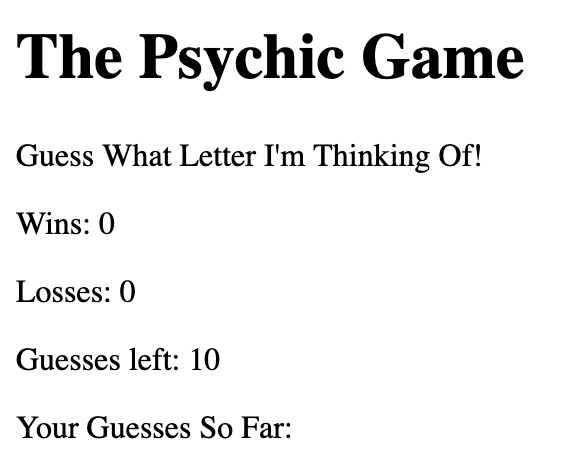 The Psychic Game
Guess What Letter I'm Thinking Of!
Wins: 0
Losses: 0
Guesses left: 10
Your Guesses So Far: